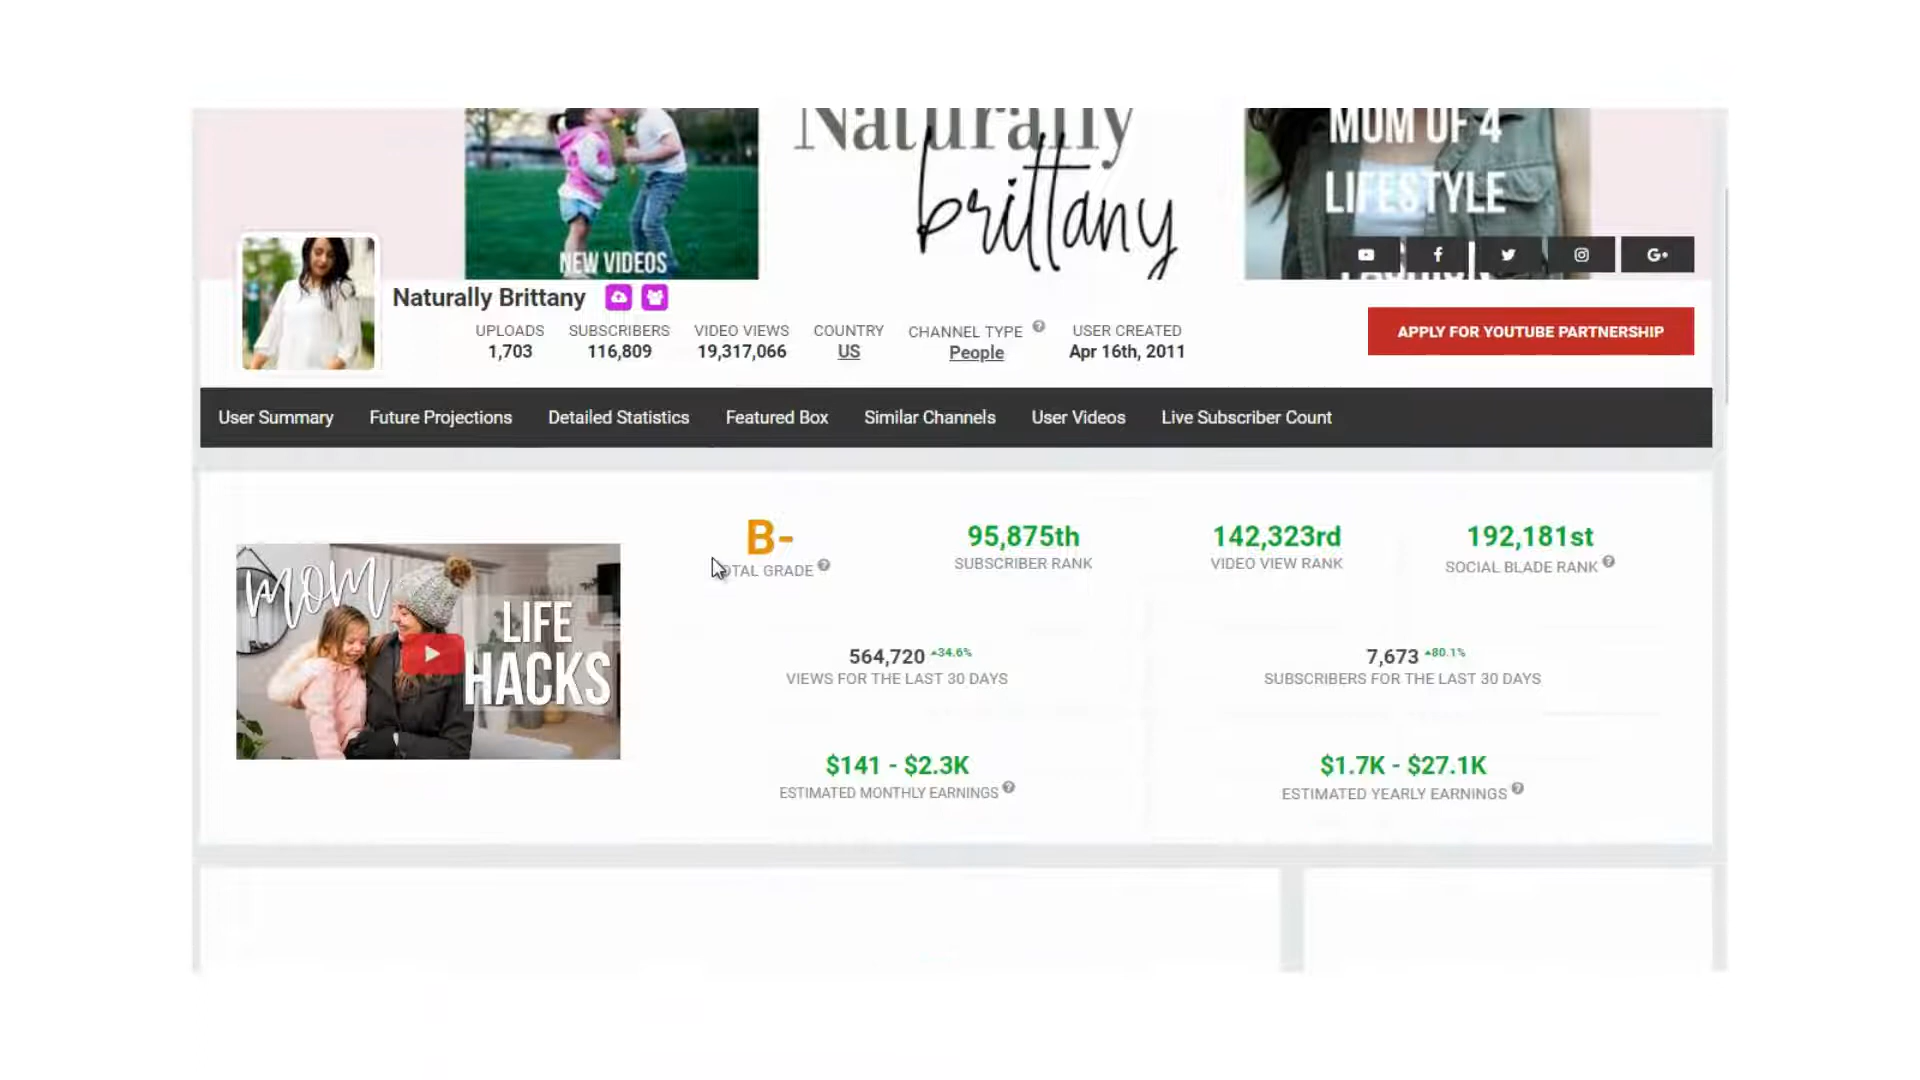 Naturally
brittany
NEW VIDEOS
MOM OF 4
LIFESTYLE
FASHION
Naturally Brittany
UPLOADS SUBSCRIBERS VIDEO VIEWS COUNTRY CHANNEL TYPE USER CREATED
1,703 116,809 19,317,066 US People Apr 16th, 2011
APPLY FOR YOUTUBE PARTNERSHIP
User Summary Future Projections Detailed Statistics Featured Box Similar Channels User Videos Live Subscriber Count
B- 95,875th 142,323rd 192,181st
TOTAL GRADE SUBSCRIBER RANK VIDEO VIEW RANK SOCIAL BLADE RANK
mom
LIFE
HACKS
564,720 34.6% 7,673 80.1%
VIEWS FOR THE LAST 30 DAYS SUBSCRIBERS FOR THE LAST 30 DAYS
$141 - $2.3K $1.7K - $27.1K
ESTIMATED MONTHLY EARNINGS ESTIMATED YEARLY EARNINGS